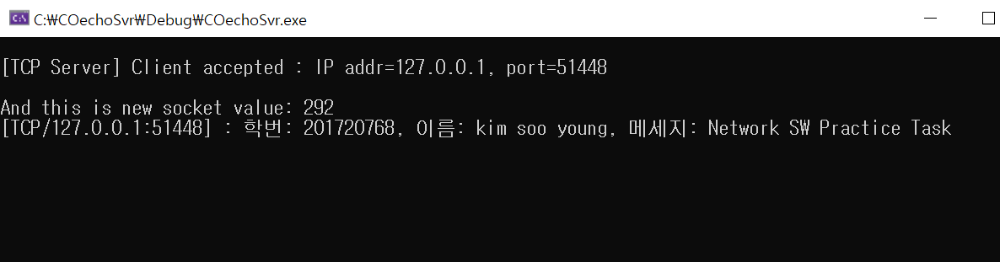 C:\COechoSvr\Debug\COechoSvr.exe
[TCP Server] Client accepted : IP addr=127.0.0.1, port=51448
And this is new socket value: 292
[TCP/127.0.0.1:51448] : 학번: 201720768, 이름: kim soo young, 메세지: Network SW Practice Task